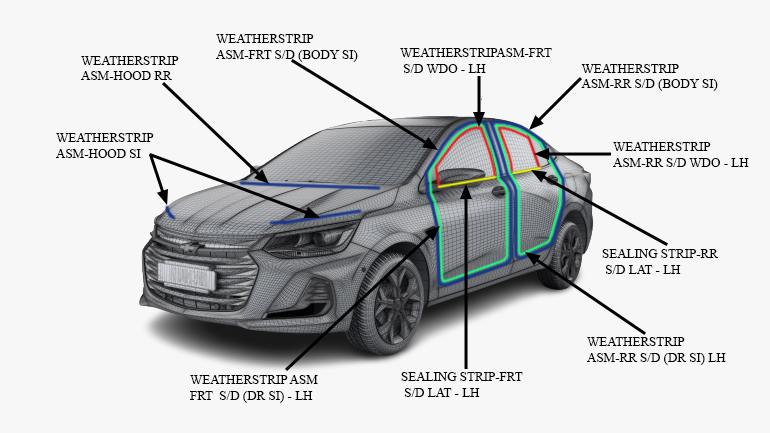 WEATHERSTRIP
ASM-FRT S/D (BODY SI)
WEATHERSTRIPASM-FRT
S/D WDO - LH
WEATHERSTRIP
ASM-HOOD RR
WEATHERSTRIP
ASM-RR S/D (BODY SI)
WEATHERSTRIP
ASM-HOOD SI
WEATHERSTRIP
ASM-RR S/D WDO - LH
SEALING STRIP-RR
S/D LAT - LH
WEATHERSTRIP
ASM-RR S/D (DR SI) LH
WEATHERSTRIP ASM
FRT S/D (DR SI) - LH
SEALING STRIP-FRT
S/D LAT - LH